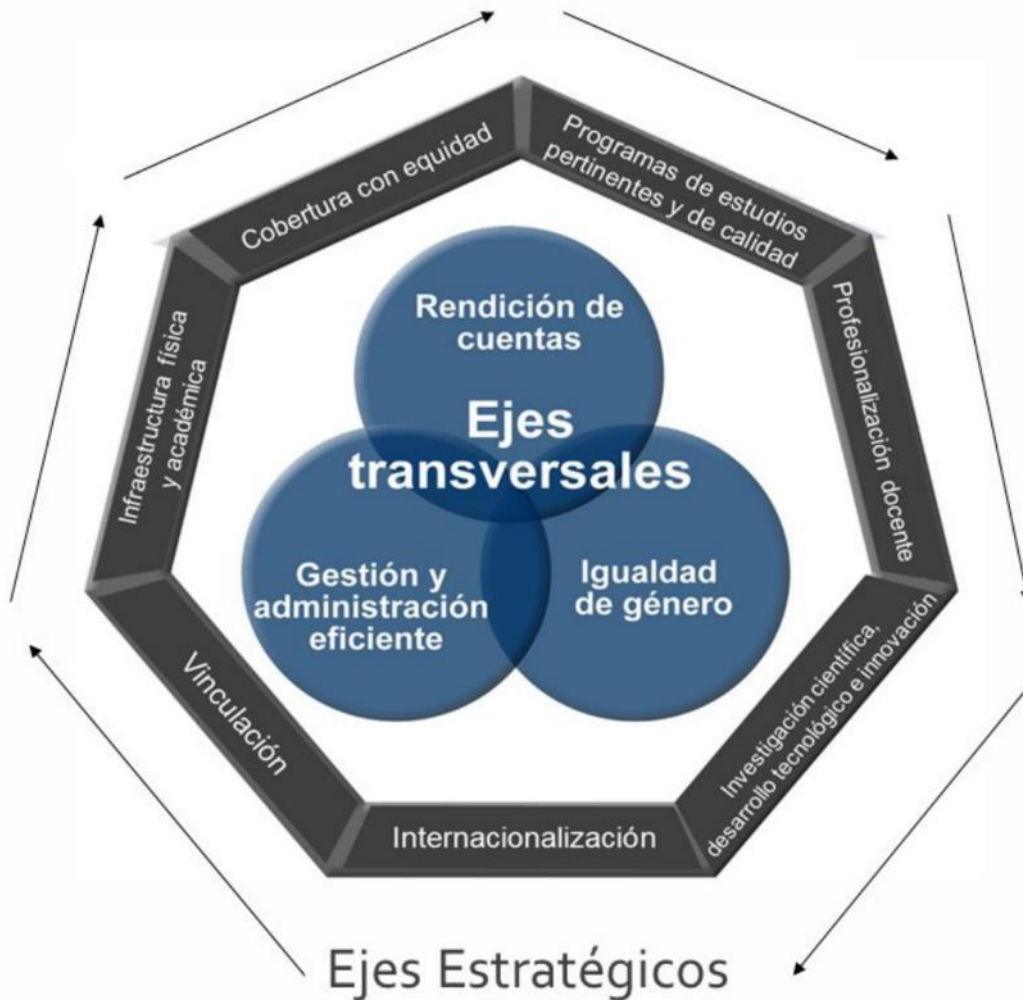 Cobertura con equidad
Programas de estudios
pertinentes y de calidad
Profesionalización docente
Investigación científica,
desarrollo tecnológico e innovación
Internacionalización
Vinculación
Infraestructura física
y académica
Rendición de
cuentas
Ejes
transversales
Gestión y
administración
eficiente
Igualdad
de género
Ejes Estratégicos